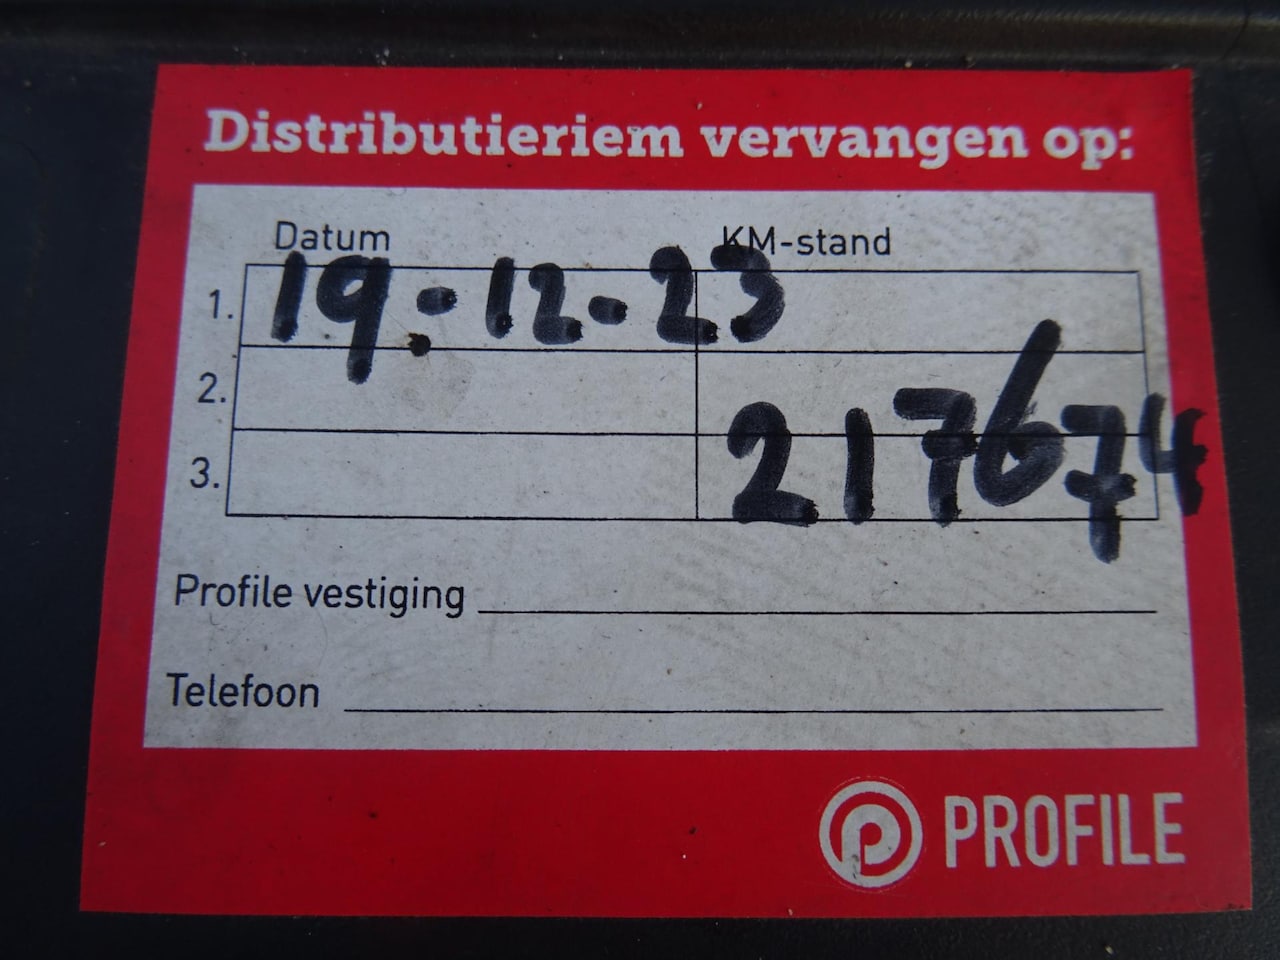 Distributieriem vervangen op:
Datum KM-stand
1. 19.12.23
2.
3. 217674
Profile vestiging
Telefoon
PROFILE